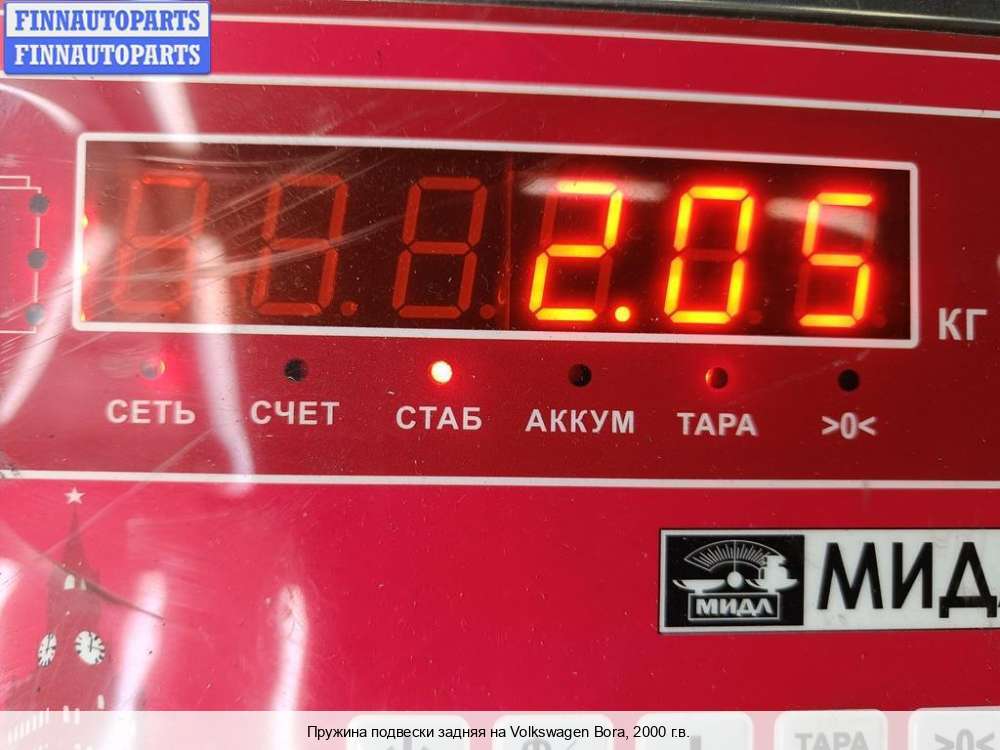 FINNAUTOPARTS
FINNAUTOPARTS
2.05
КГ
СЕТЬ СЧЕТ СТАБ АККУМ ТАРА >0<
МИДЛ
МИД
ТАРА >0<
Пружина подвески задняя на Volkswagen Bora, 2000 г.в.